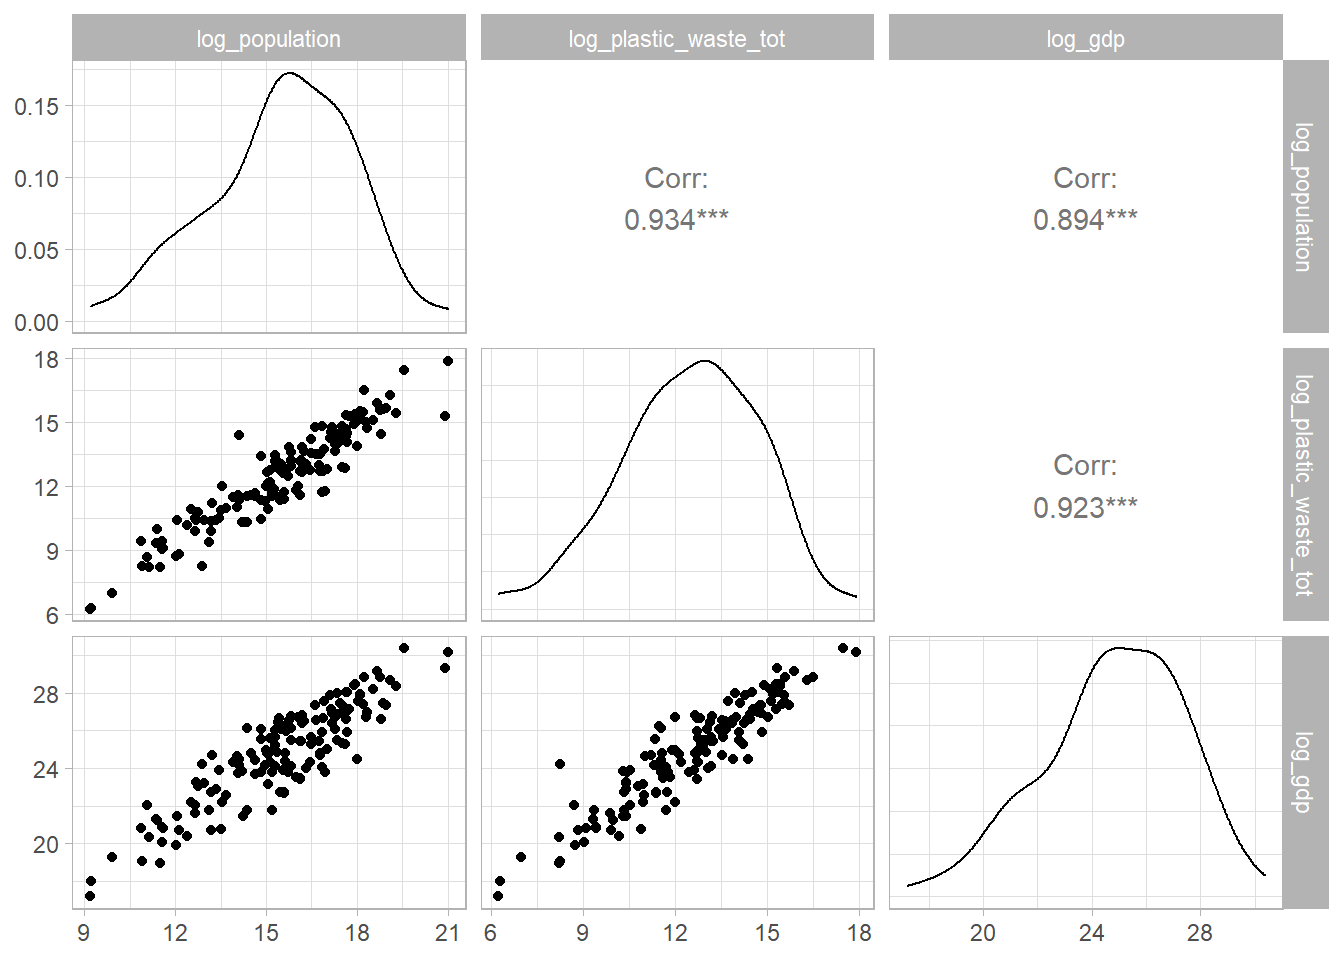 log_population
log_plastic_waste_tot
log_gdp
0.15
0.10
0.05
0.00
Corr:
0.934***
Corr:
0.894***
log_population
18
15
12
9
6
Corr:
0.923***
log_plastic_waste_tot
28
24
20
log_gdp
9 12 15 18 21
6 9 12 15 18
20 24 28